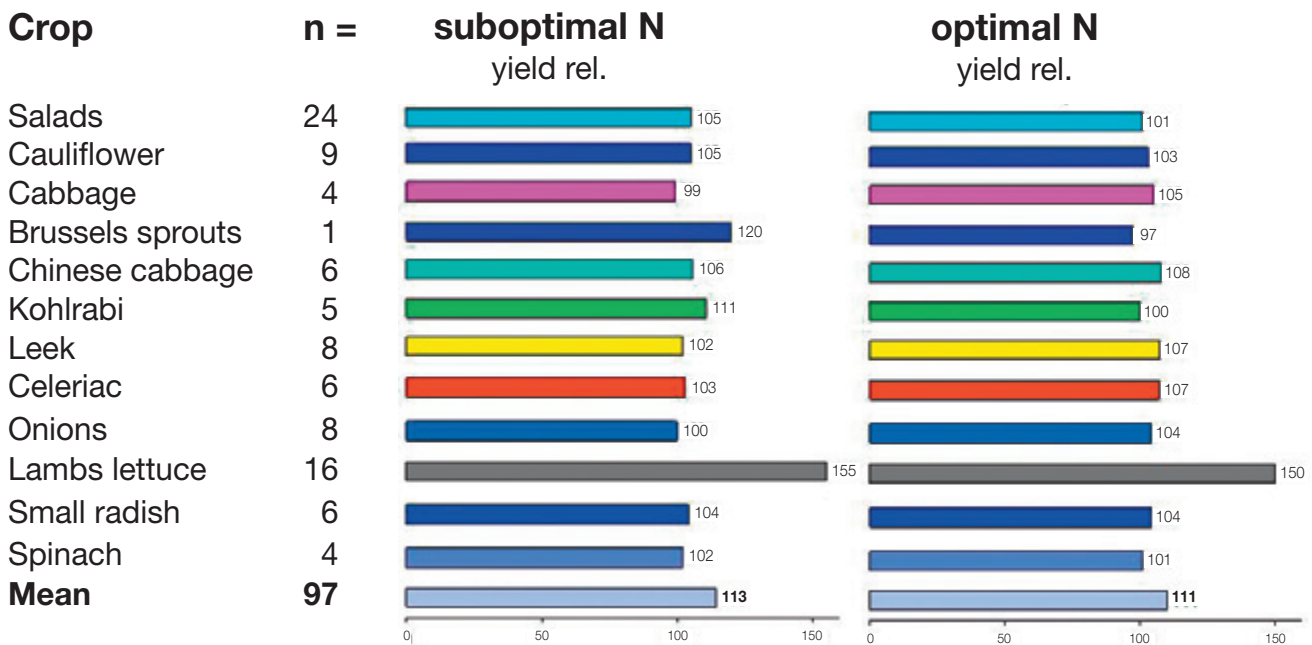 Crop n = suboptimal N optimal N
yield rel. yield rel.
Salads 24 105 101
Cauliflower 9 105 103
Cabbage 4 99 105
Brussels sprouts 1 120 97
Chinese cabbage 6 106 108
Kohlrabi 5 111 100
Leek 8 102 107
Celeriac 6 103 107
Onions 8 100 104
Lambs lettuce 16 155 150
Small radish 6 104 104
Spinach 4 102 101
Mean 97 113 111
0 50 100 150 0 50 100 150